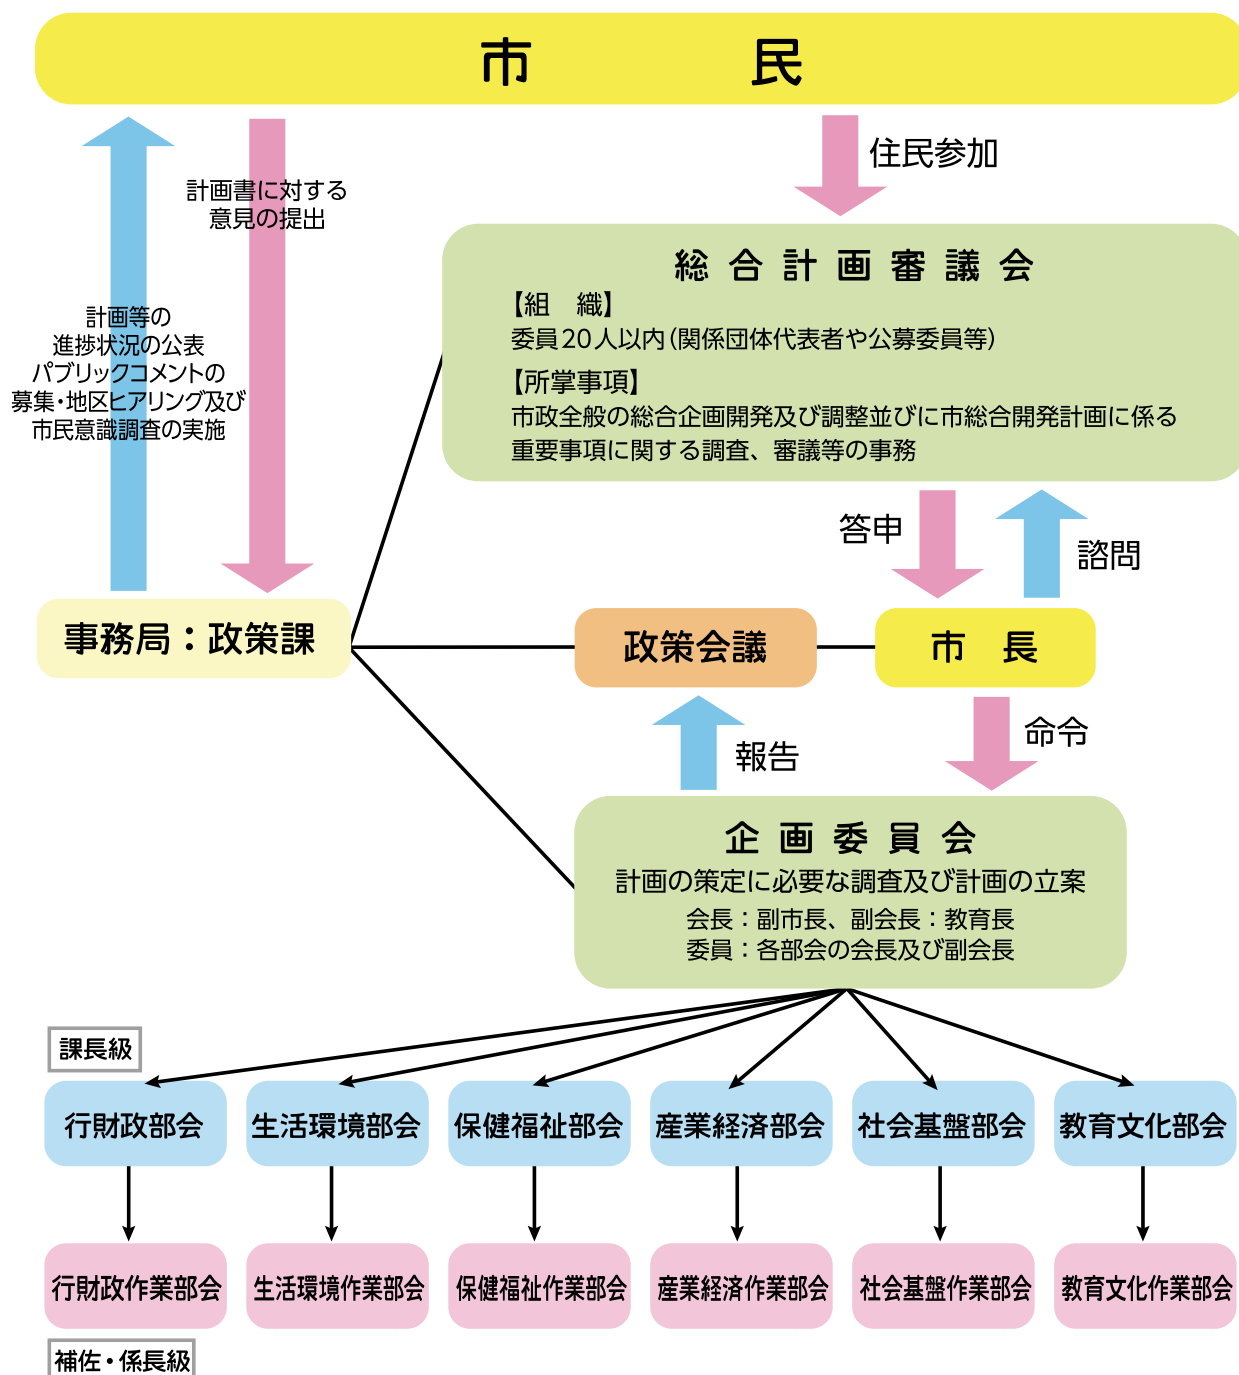 市　民
住民参加
計画書に対する
意見の提出
計画等の
進捗状況の公表
パブリックコメントの
募集・地区ヒアリング及び
市民意識調査の実施
総合計画審議会
【組　織】
委員20人以内（関係団体代表者や公募委員等）
【所掌事項】
市政全般の総合企画開発及び調整並びに市総合開発計画に係る
重要事項に関する調査、審議等の事務
答申
諮問
事務局：政策課
政策会議
市　長
報告
命令
企画委員会
計画の策定に必要な調査及び計画の立案
会長：副市長、副会長：教育長
委員：各部会の会長及び副会長
課長級
行財政部会
生活環境部会
保健福祉部会
産業経済部会
社会基盤部会
教育文化部会
行財政作業部会
生活環境作業部会
保健福祉作業部会
産業経済作業部会
社会基盤作業部会
教育文化作業部会
補佐・係長級